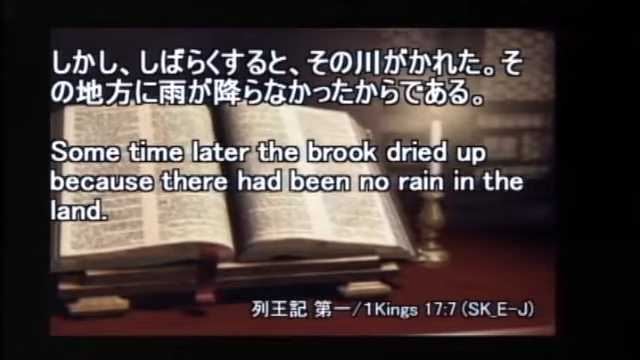 しかし、しばらくすると、その川がかれた。そ
の地方に雨が降らなかったからである。
Some time later the brook dried up
because there had been no rain in the
land.
列王記 第一/1Kings 17:7 (SK_E-J)